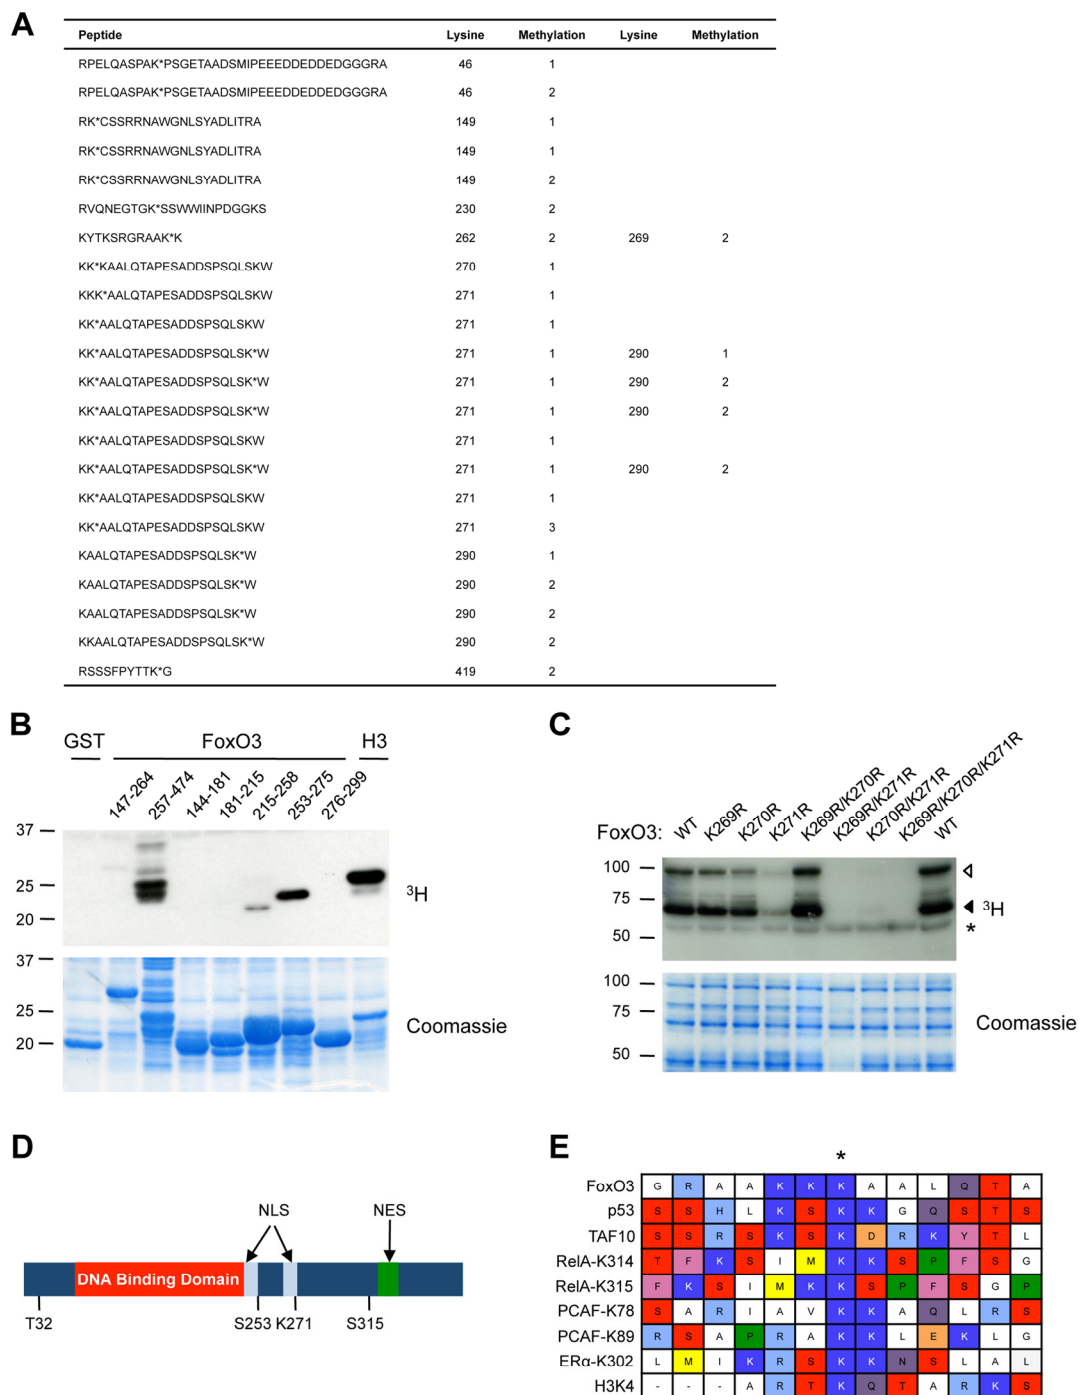 A
Peptide Lysine Methylation Lysine Methylation
RPELQASPAK*PSGETAADSMIPEEEDDEDDEDGGGRA 46 1
RPELQASPAK*PSGETAADSMIPEEEDDEDDEDGGGRA 46 2
RK*CSSRRNAWGNLSYADLITRA 149 1
RK*CSSRRNAWGNLSYADLITRA 149 1
RK*CSSRRNAWGNLSYADLITRA 149 2
RVQNEGTGK*SSWWIINPDGGKS 230 2
KYTKSRGRAAK*K 262 2 269 2
KK*KAALQTAPESADDSPSQLSKW 270 1
KKK*AALQTAPESADDSPSQLSKW 271 1
KK*AALQTAPESADDSPSQLSKW 271 1
KK*AALQTAPESADDSPSQLSK*W 271 1 290 1
KK*AALQTAPESADDSPSQLSK*W 271 1 290 2
KK*AALQTAPESADDSPSQLSK*W 271 1 290 2
KK*AALQTAPESADDSPSQLSKW 271 1
KK*AALQTAPESADDSPSQLSK*W 271 1 290 2
KK*AALQTAPESADDSPSQLSKW 271 1
KK*AALQTAPESADDSPSQLSKW 271 3
KAALQTAPESADDSPSQLSK*W 290 1
KAALQTAPESADDSPSQLSK*W 290 2
KAALQTAPESADDSPSQLSK*W 290 2
KKAALQTAPESADDSPSQLSK*W 290 2
RSSSFPYTTK*G 419 2
B
GST FoxO3 H3
147-264 257-474 144-181 181-215 215-258 253-275 276-299
37
25
20
³H
37
25
20
Coomassie
C
FoxO3: WT K269R K270R K271R K269R/K270R K269R/K271R K270R/K271R K269R/K270R/K271R WT
100
75
50
³H
*
100
75
50
Coomassie
D
NLS NES
DNA Binding Domain
T32 S253 K271 S315
E
*
FoxO3 G R A A K K K A A L Q T A
p53 S S H L K S K K G Q S T S
TAF10 S S R S K S K D R K Y T L
RelA-K314 T F K S I M K K S P F S G
RelA-K315 F K S I M K K S P F S G P
PCAF-K78 S A R I A V K K A Q L R S
PCAF-K89 R S A P R A K K L E K L G
ERα-K302 L M I K R S K K N S L A L
H3K4 - - - A R T K Q T A R K S